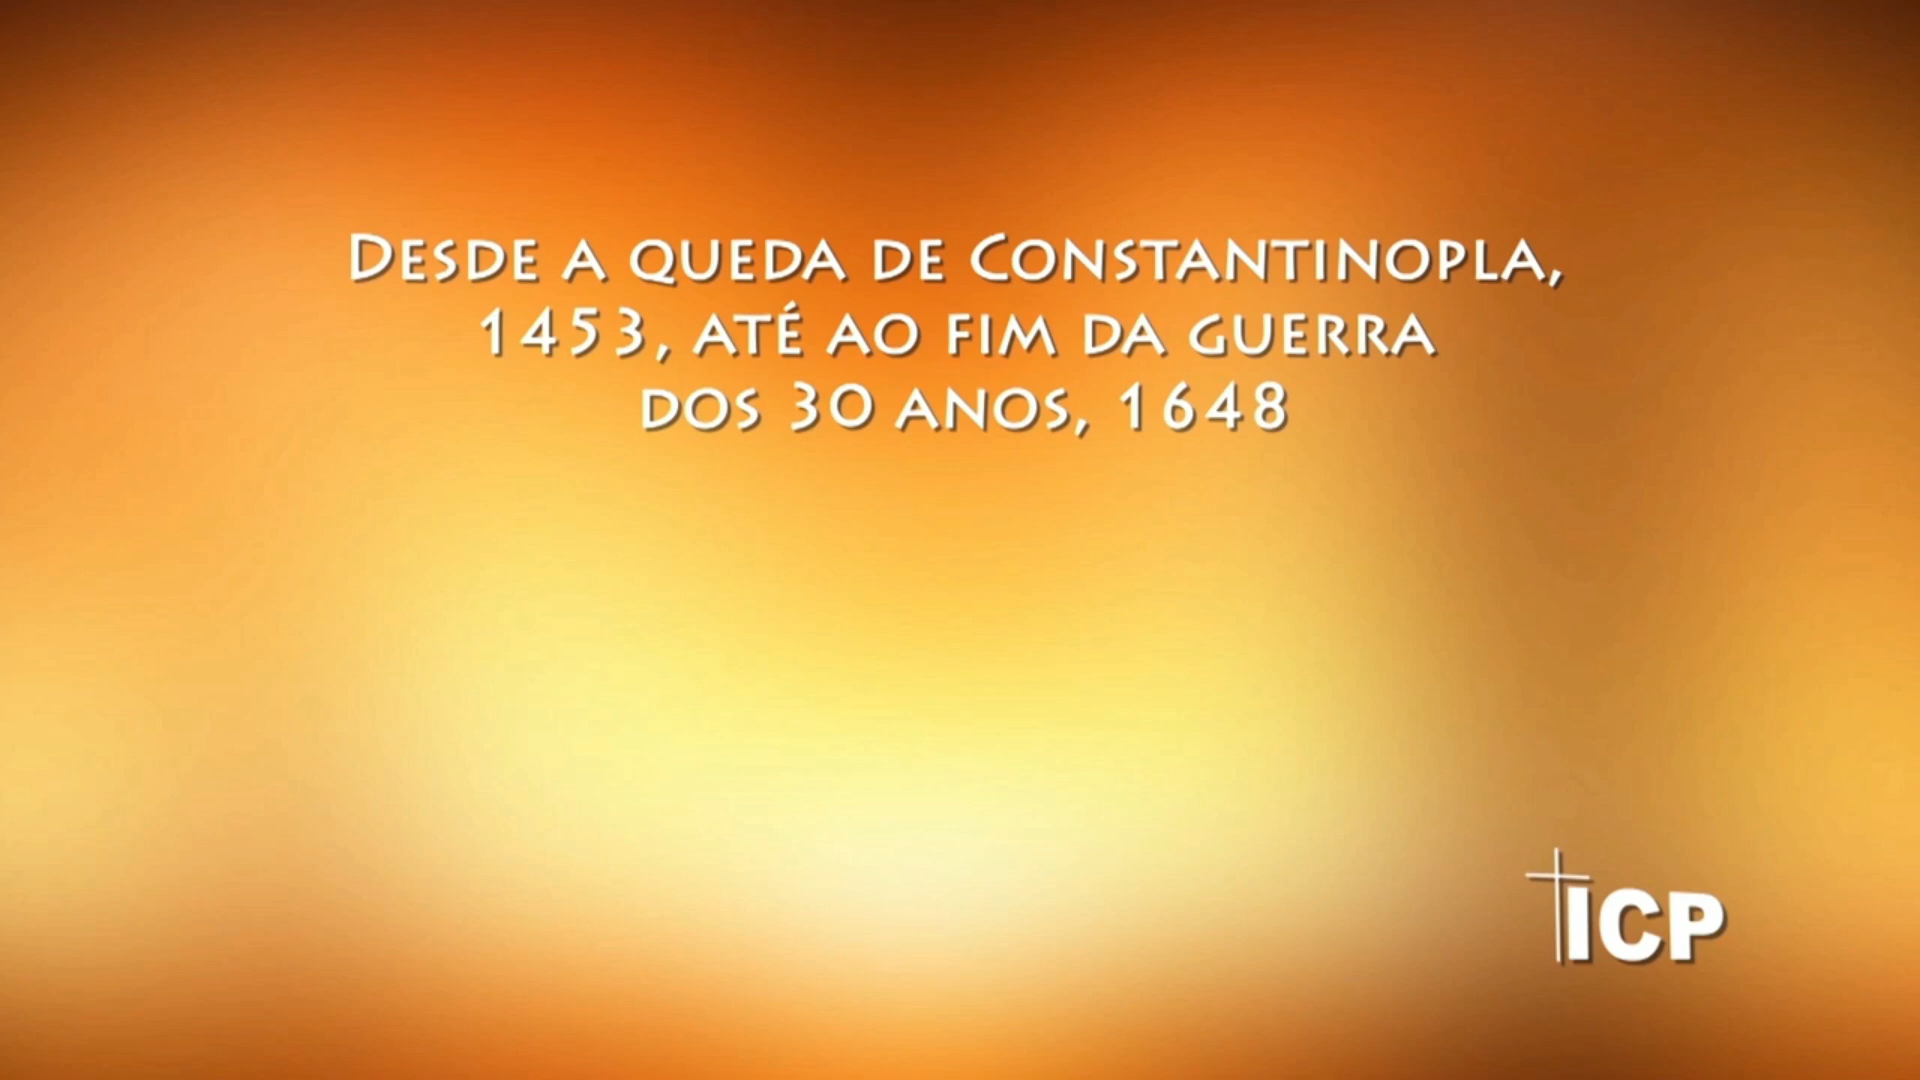 Desde a queda de Constantinopla,
1453, até ao fim da guerra
dos 30 anos, 1648
ICP